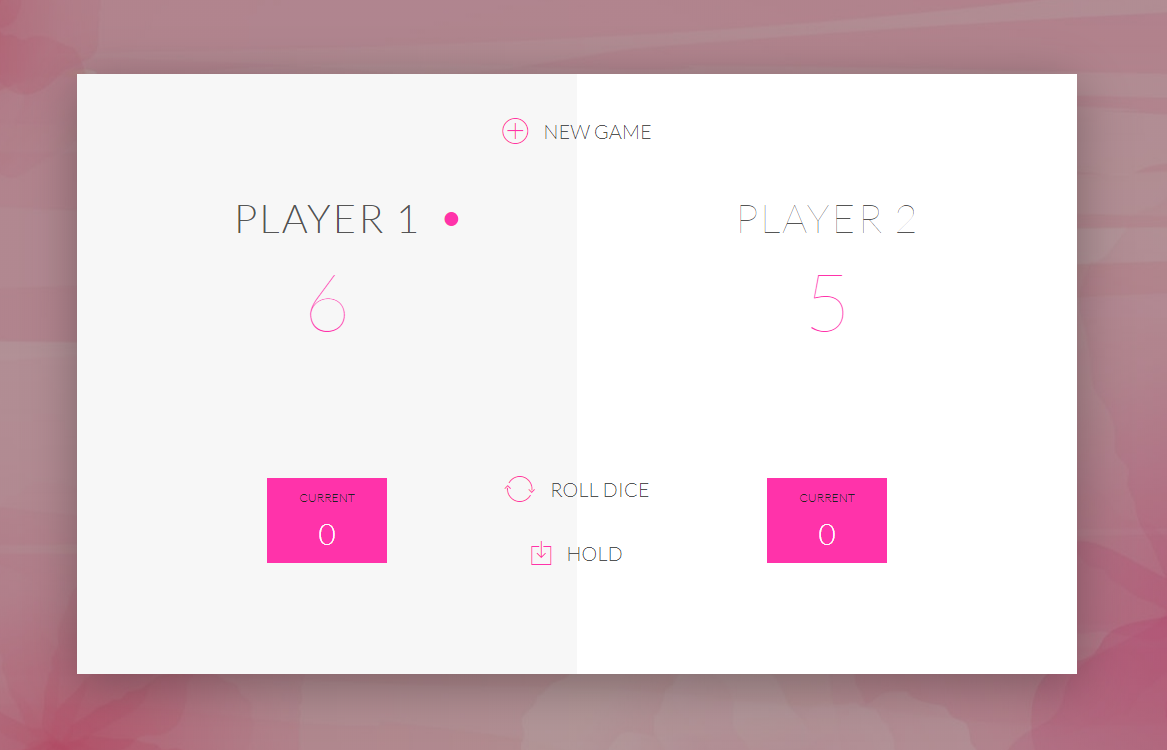 NEW GAME
PLAYER 1
6
PLAYER 2
5
CURRENT
0
ROLL DICE
HOLD
CURRENT
0